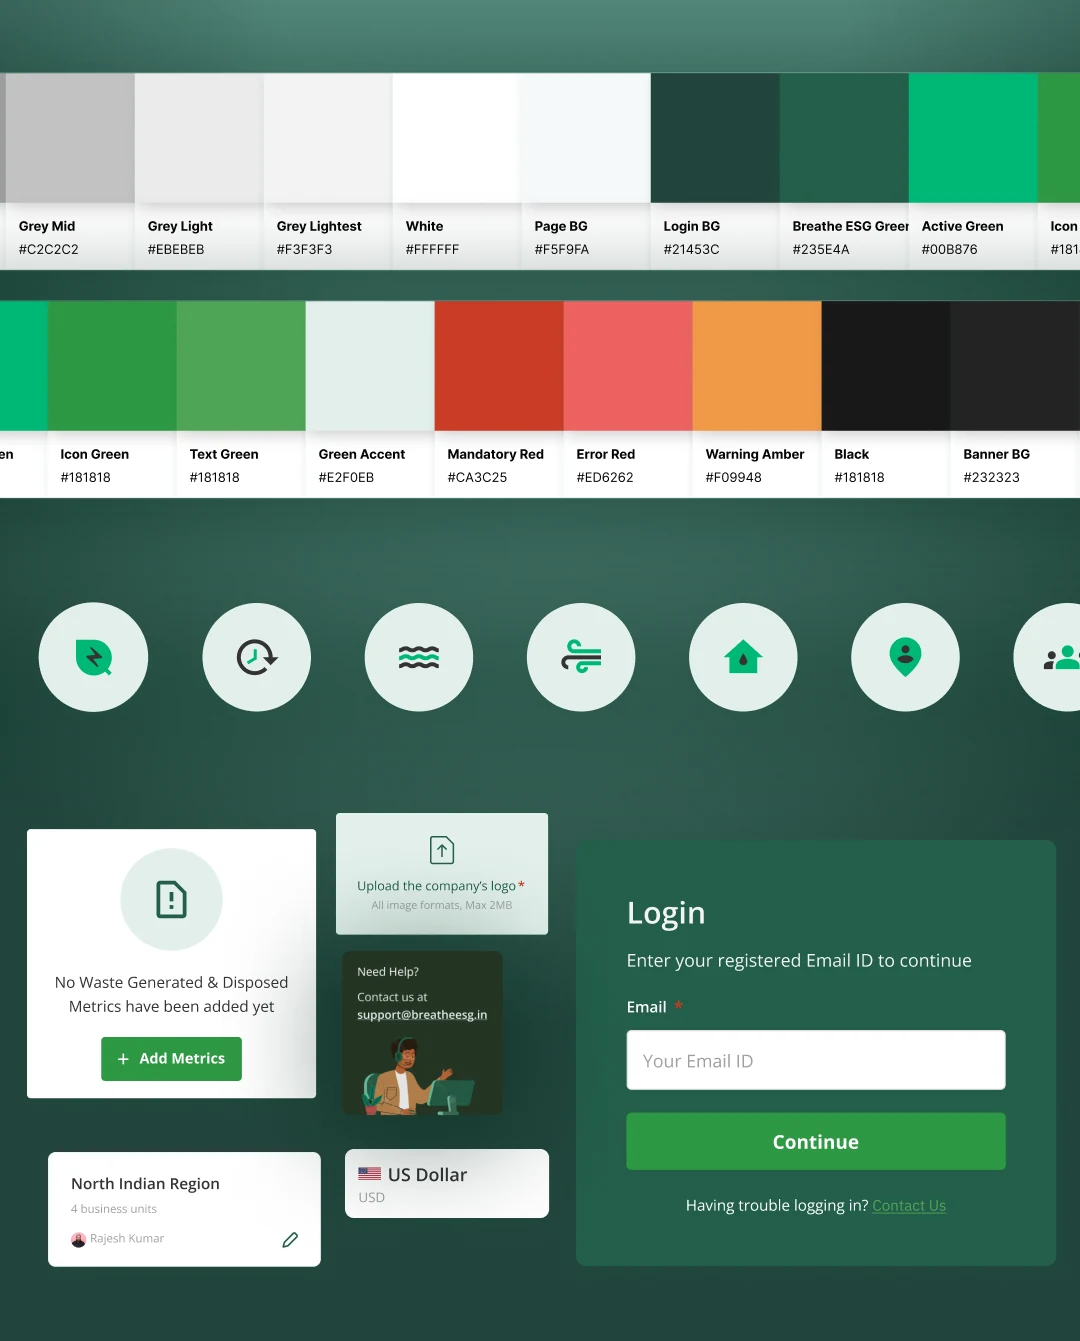 Grey Mid
#C2C2C2
Grey Light
#EBEBEB
Grey Lightest
#F3F3F3
White
#FFFFFF
Page BG
#F5F9FA
Login BG
#21453C
Breathe ESG Green
#235E4A
Active Green
#00B876
Icon
#181
en
Icon Green
#181818
Text Green
#181818
Green Accent
#E2F0EB
Mandatory Red
#CA3C25
Error Red
#ED6262
Warning Amber
#F09948
Black
#181818
Banner BG
#232323
No Waste Generated & Disposed
Metrics have been added yet
+ Add Metrics
Upload the company's logo*
All image formats, Max 2MB
Need Help?
Contact us at
support@breatheesg.in
North Indian Region
4 business units
Rajesh Kumar
US Dollar
USD
Login
Enter your registered Email ID to continue
Email *
Your Email ID
Continue
Having trouble logging in? Contact Us